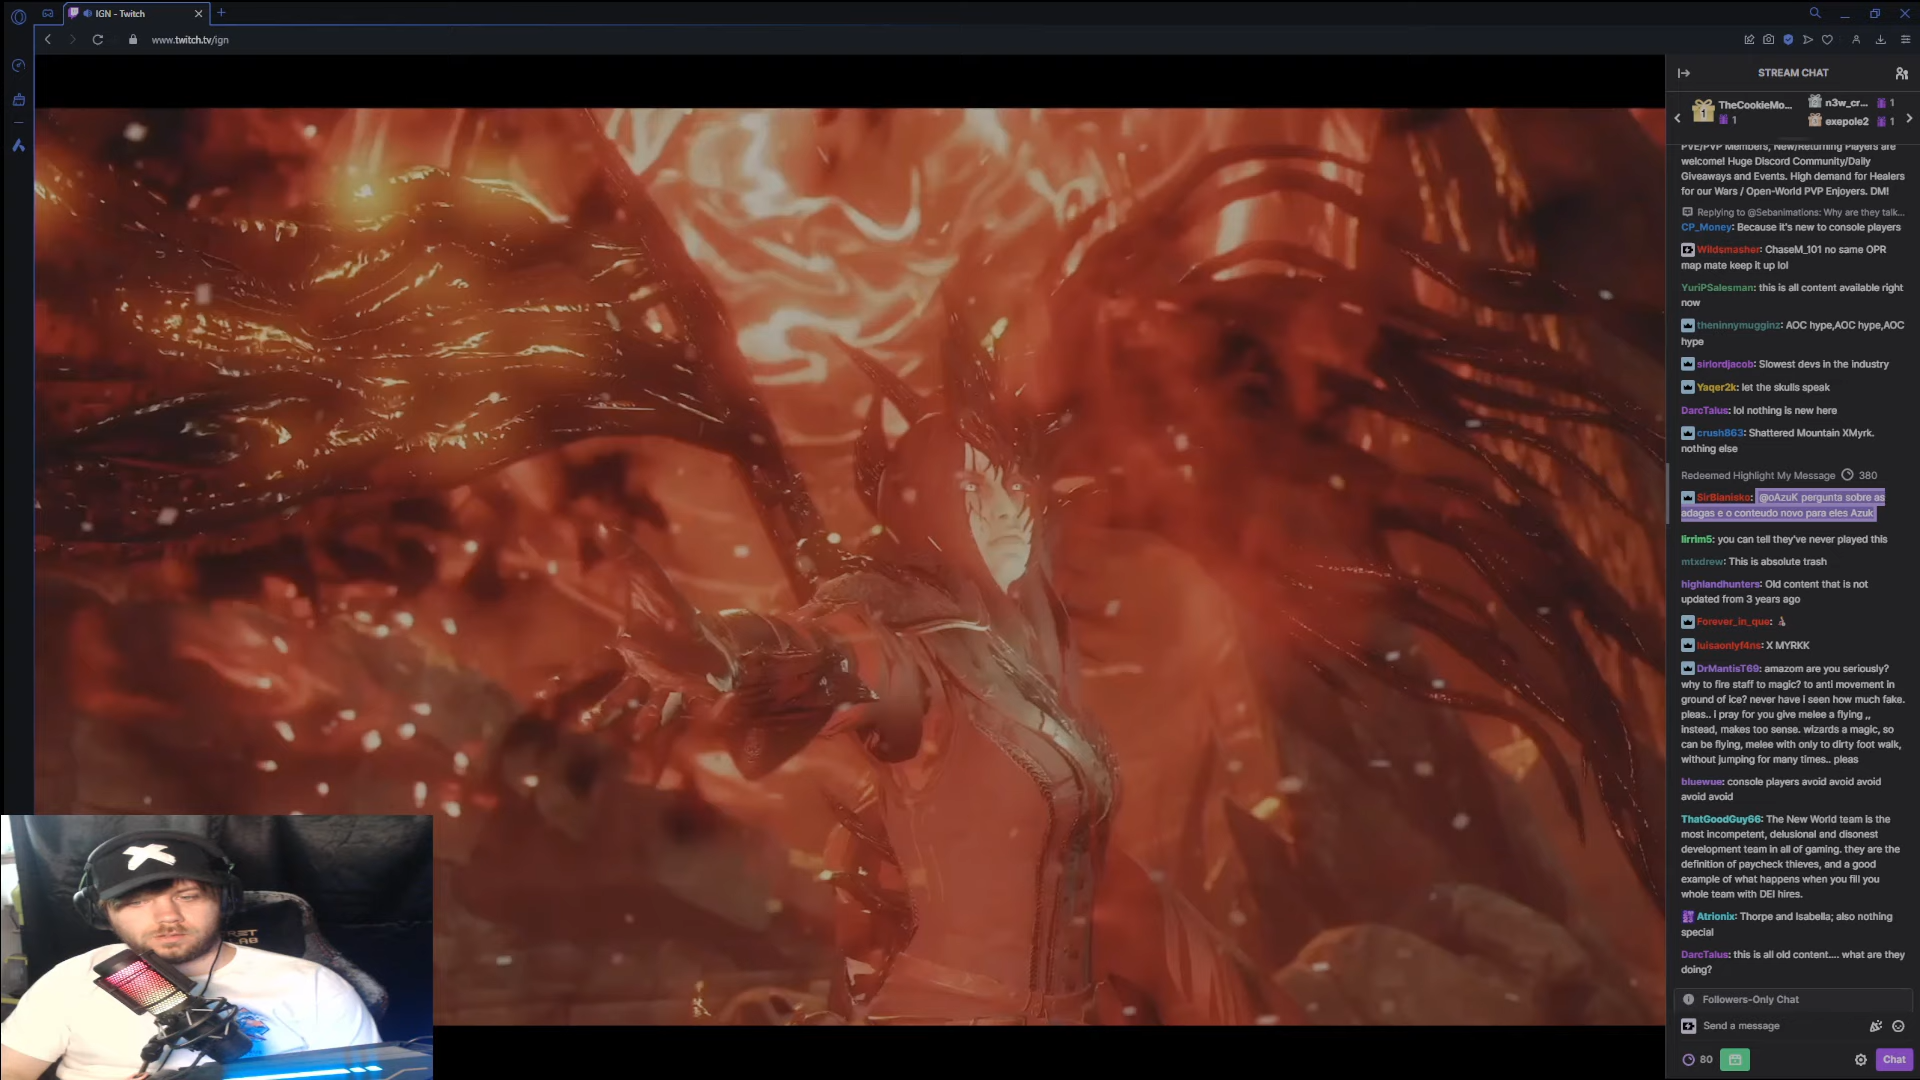 IGN - Twitch
www.twitch.tv/ign
STREAM CHAT
TheCookieMo...
1
n3w_cr... 1
exepole2 1
PVE/PVP Members, New/Returning Players are
welcome! Huge Discord Community/Daily
Giveaways and Events. High demand for Healers
for our Wars / Open-World PVP Enjoyers. DM!
Replying to @Sebanimations: Why are they talk...
CP_Money: Because it's new to console players
Wildsmasher: ChaseM_101 no same OPR
map mate keep it up lol
YuriPSalesman: this is all content available right
now
theninnymugginz: AOC hype,AOC hype,AOC
hype
sirlordjacob: Slowest devs in the industry
Yaqer2k: let the skulls speak
DarcTalus: lol nothing is new here
crush863: Shattered Mountain XMyrk.
nothing else
Redeemed Highlight My Message 380
SirBianisko: @oAzuK pergunta sobre as
adagas e o conteudo novo para eles Azuk
lirrim5: you can tell they've never played this
mtxdrew: This is absolute trash
highlandhunters: Old content that is not
updated from 3 years ago
Forever_in_que:
luisaonlyf4ns: X MYRKK
DrMantisT69: amazom are you seriously?
why to fire staff to magic? to anti movement in
ground of ice? never have i seen how much fake.
pleas.. i pray for you give melee a flying ,,
instead, makes too sense. wizards a magic, so
can be flying, melee with only to dirty foot walk,
without jumping for many times.. pleas
bluewue: console players avoid avoid avoid
avoid avoid
ThatGoodGuy66: The New World team is the
most incompetent, delusional and disonest
development team in all of gaming. they are the
definition of paycheck thieves, and a good
example of what happens when you fill you
whole team with DEI hires.
Atrionix: Thorpe and Isabella; also nothing
special
DarcTalus: this is all old content.... what are they
doing?
Followers-Only Chat
Send a message
80
Chat